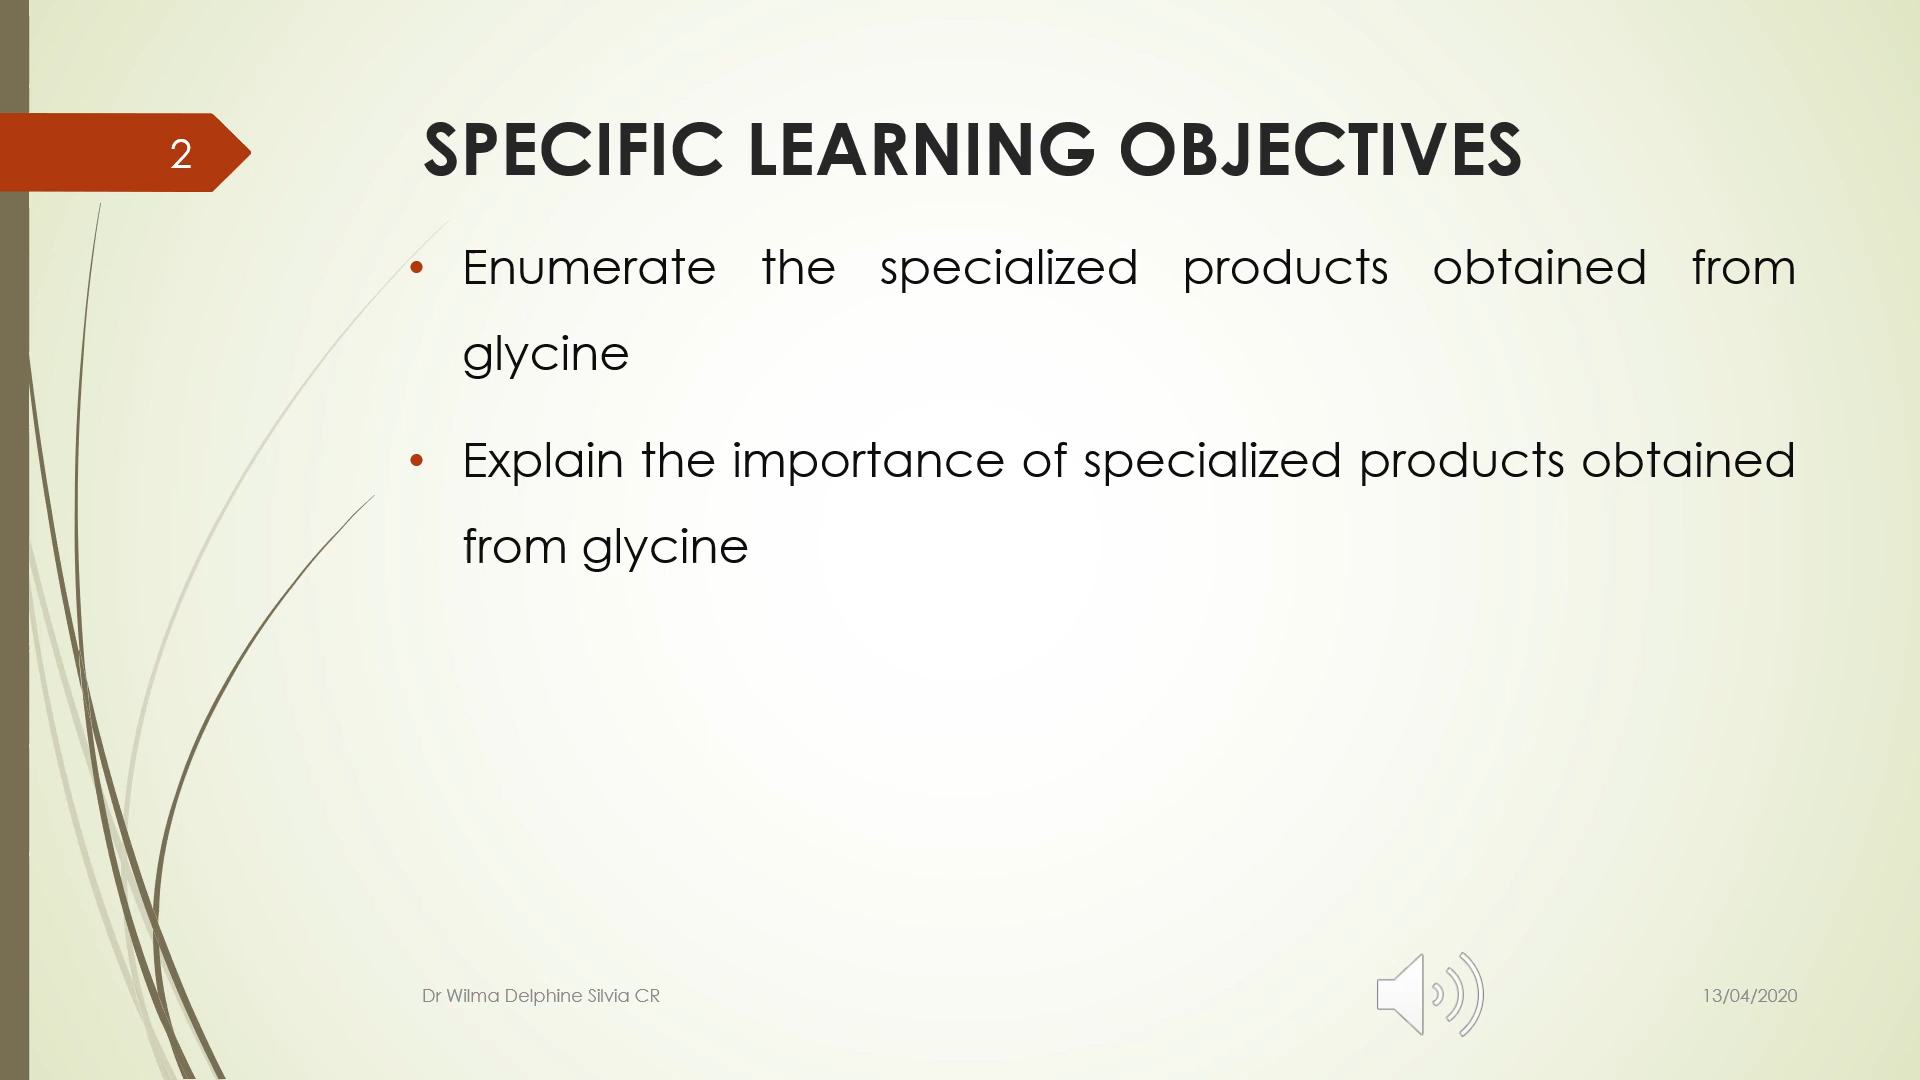 2
SPECIFIC LEARNING OBJECTIVES
• Enumerate the specialized products obtained from
glycine
• Explain the importance of specialized products obtained
from glycine
Dr Wilma Delphine Silvia CR
13/04/2020